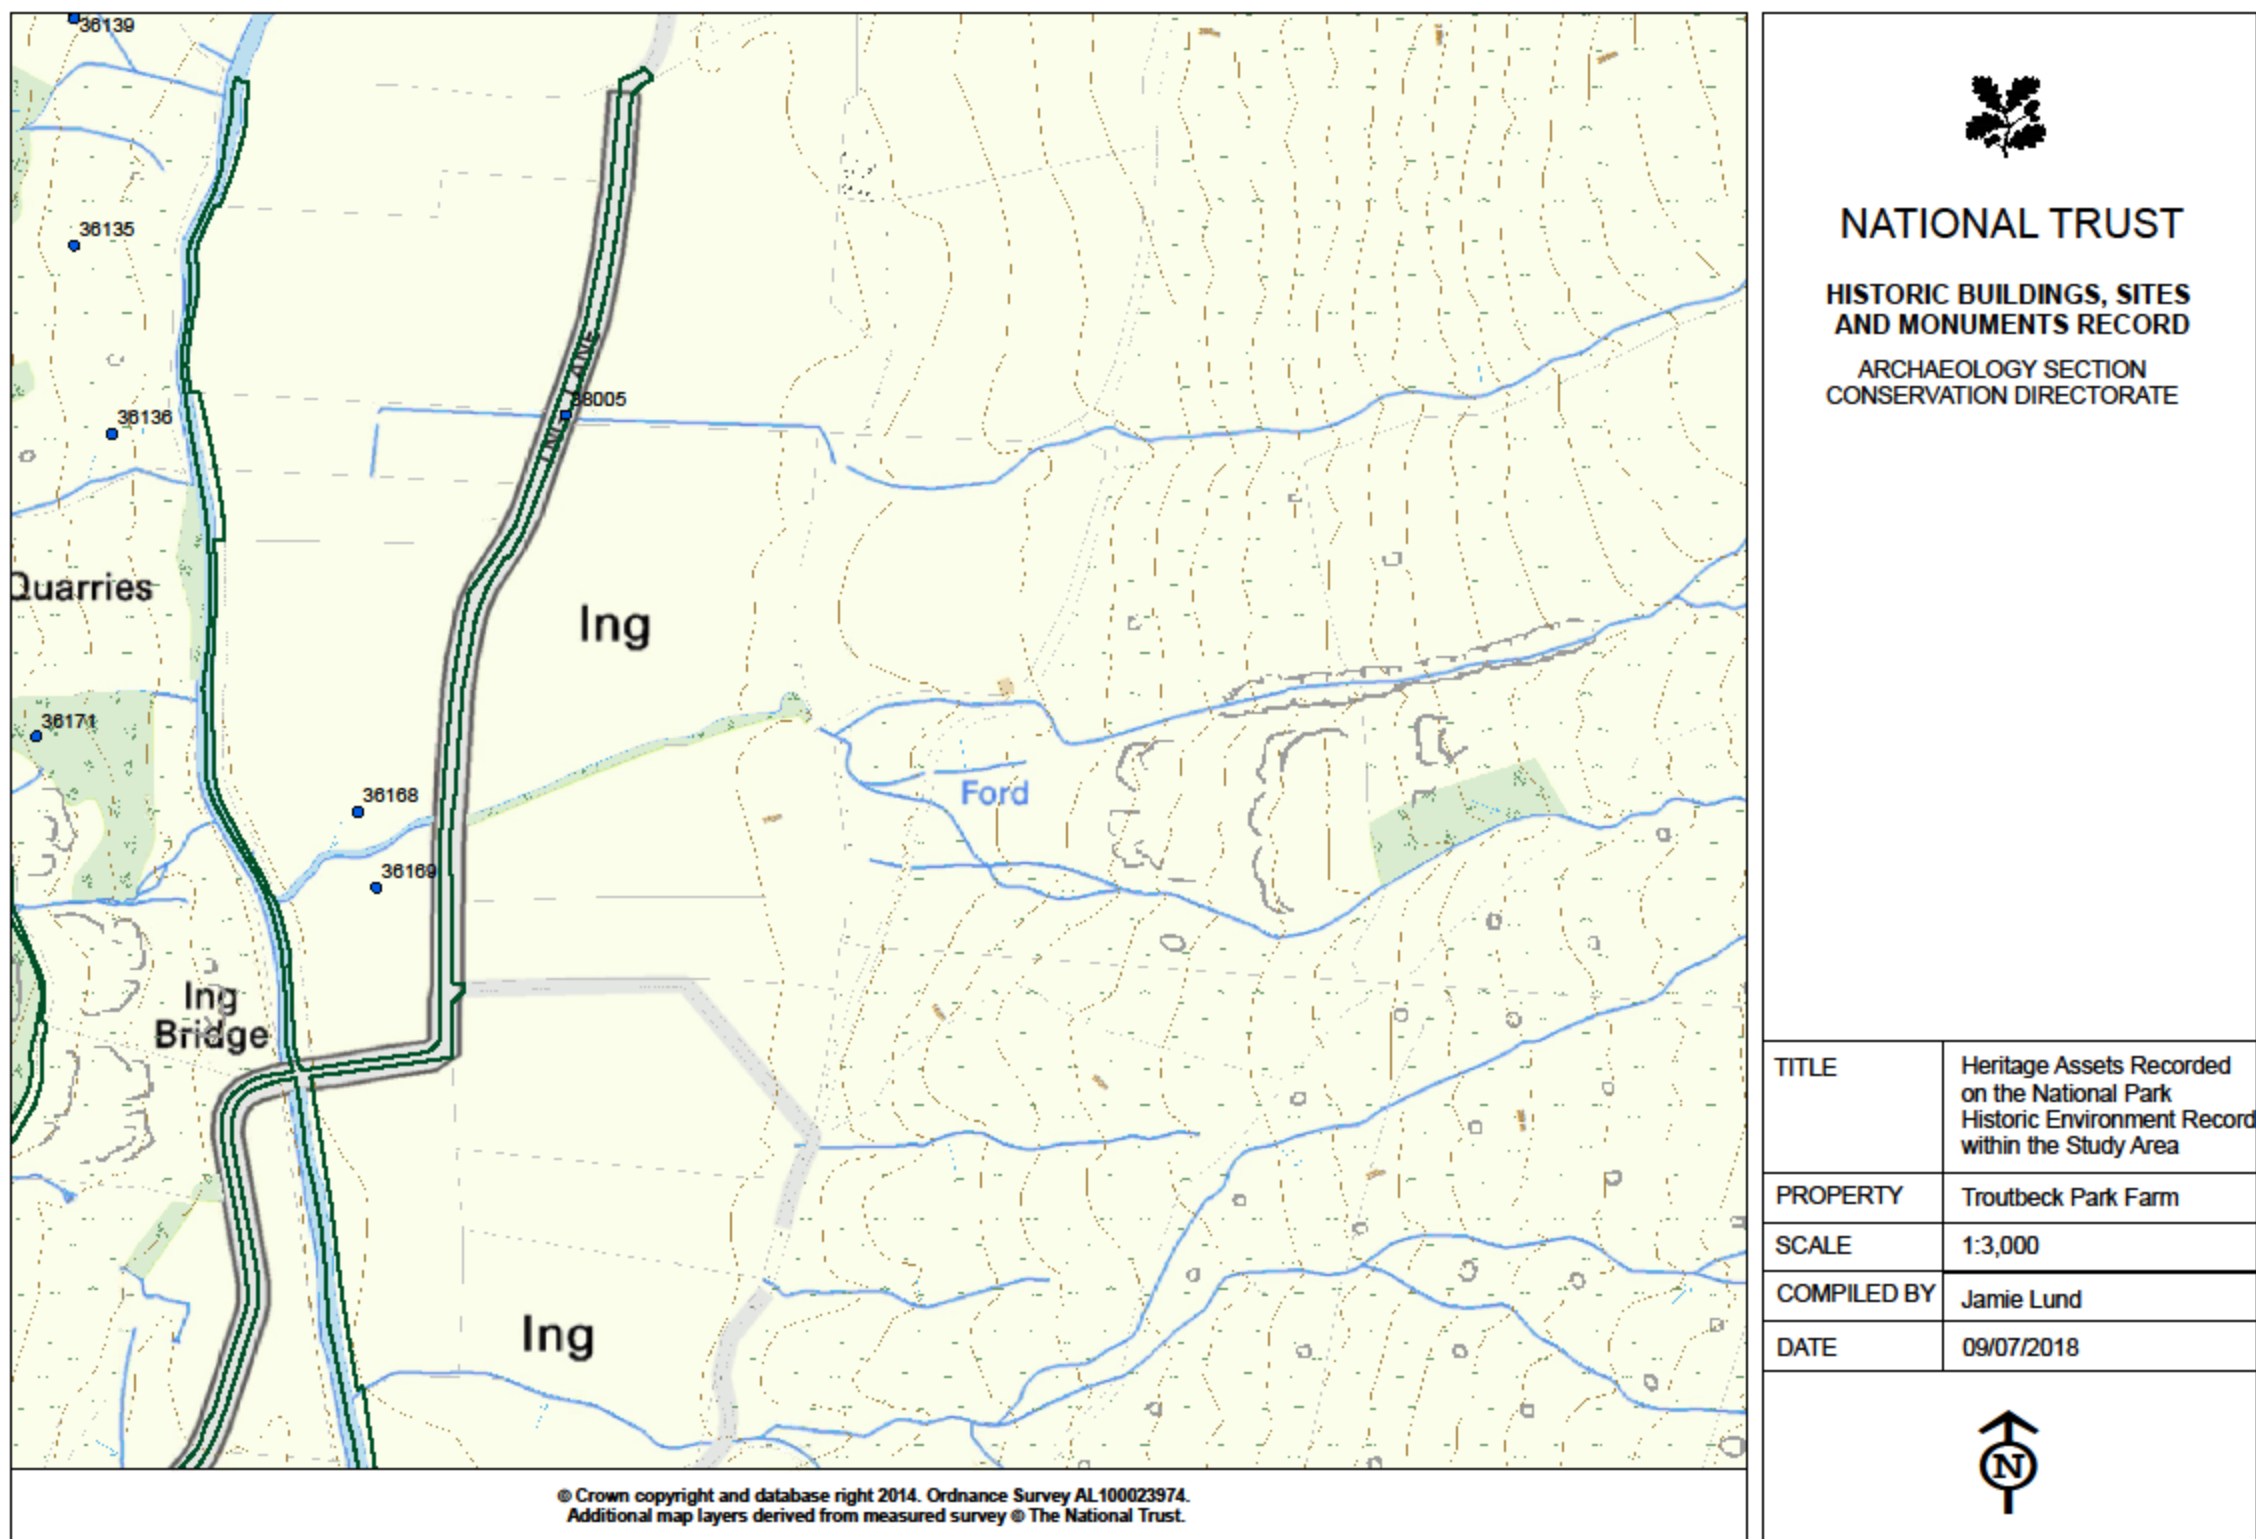 36139
36135
36136
38005
Quarries
Ing
36171
36168
Ford
36169
Ing
Bridge
Ing
© Crown copyright and database right 2014. Ordnance Survey AL100023974.
Additional map layers derived from measured survey © The National Trust.
NATIONAL TRUST
HISTORIC BUILDINGS, SITES
AND MONUMENTS RECORD
ARCHAEOLOGY SECTION
CONSERVATION DIRECTORATE
TITLE
Heritage Assets Recorded
on the National Park
Historic Environment Record
within the Study Area
PROPERTY
Troutbeck Park Farm
SCALE
1:3,000
COMPILED BY
Jamie Lund
DATE
09/07/2018
N